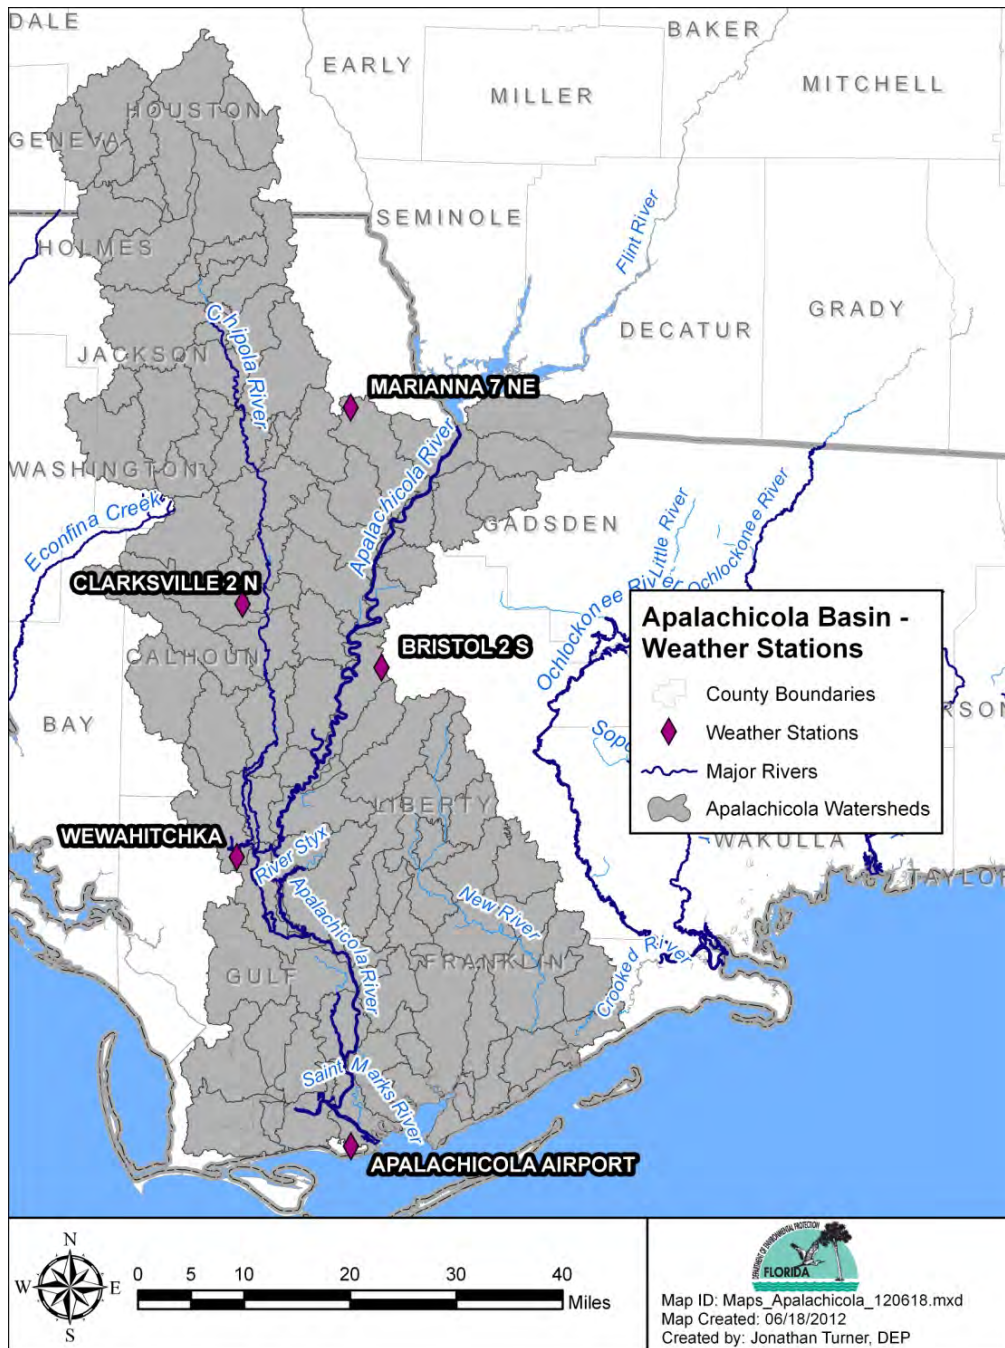 DALE
BAKER
EARLY
MITCHELL
MILLER
HOUSTON
GENEVA
SEMINOLE
Flint River
HOLMES
GRADY
DECATUR
Chipola River
JACKSON
MARIANNA 7 NE
Apalachicola River
WASHINGTON
Econfina Creek
GADSDEN
Little River
Ochlockonee River
CLARKSVILLE 2 N
Ochlockonee River
BRISTOL 2 S
CALHOUN
BAY
Apalachicola Basin -
Weather Stations
County Boundaries
Weather Stations
Major Rivers
Apalachicola Watersheds
LIBERTY
WEWAHITCHKA
WAKULLA
TAYLOR
River Styx
Apalachicola River
New River
GULF
FRANKLIN
Crooked River
Saint Marks River
APALACHICOLA AIRPORT
N
W E
S
0 5 10 20 30 40
Miles
DEPARTMENT OF ENVIRONMENTAL PROTECTION
FLORIDA
Map ID: Maps_Apalachicola_120618.mxd
Map Created: 06/18/2012
Created by: Jonathan Turner, DEP